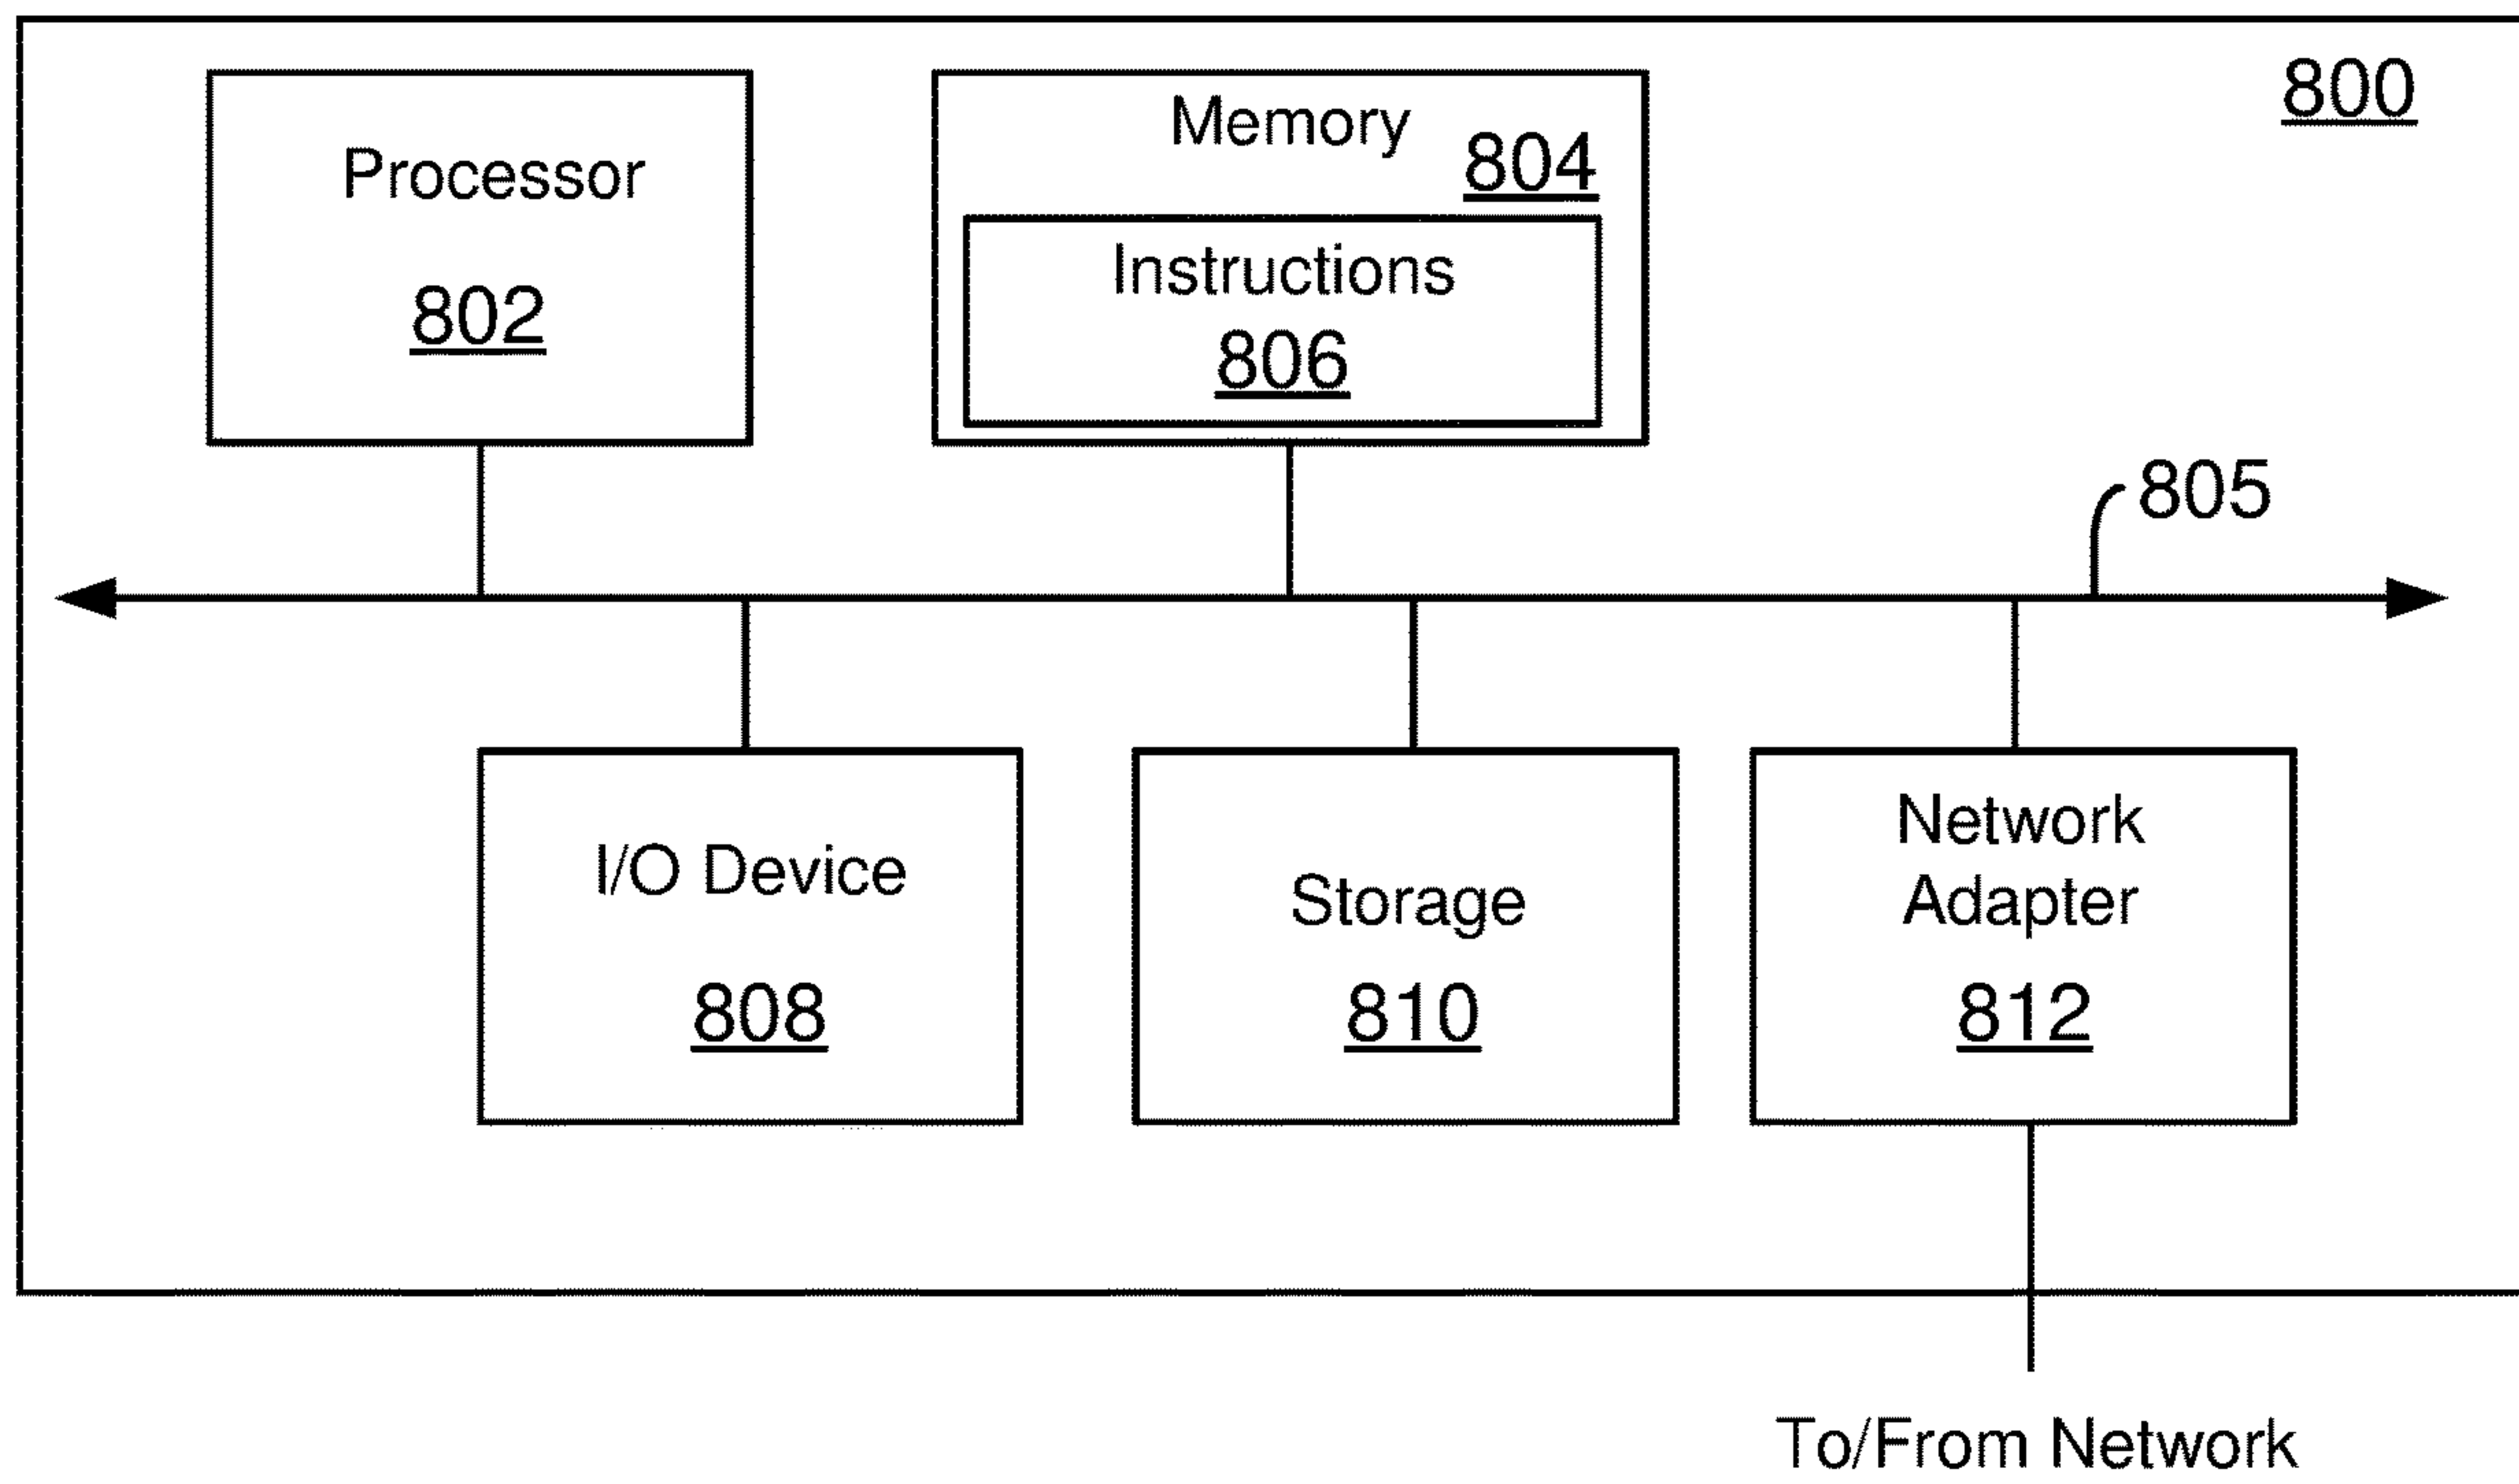 800
Processor
802
Memory
804
Instructions
806
805
I/O Device
808
Storage
810
Network
Adapter
812
To/From Network